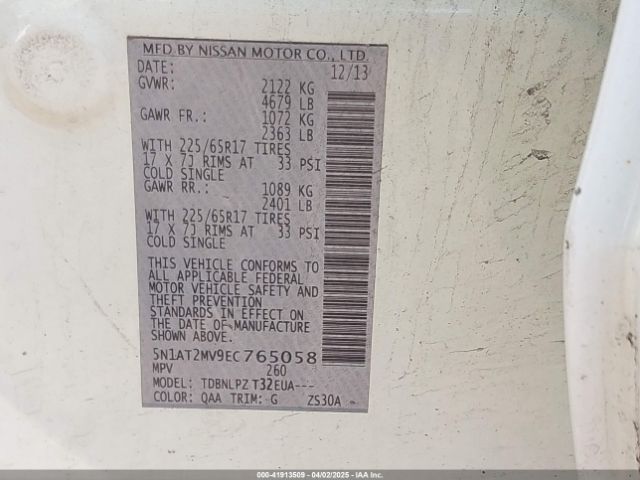 MFD BY NISSAN MOTOR CO., LTD.
DATE: 12/13
GVWR: 2122 KG
4679 LB
GAWR FR.: 1072 KG
2363 LB
WITH 225/65R17 TIRES
17 X 7J RIMS AT 33 PSI
COLD SINGLE
GAWR RR.: 1089 KG
2401 LB
WITH 225/65R17 TIRES
17 X 7J RIMS AT 33 PSI
COLD SINGLE
THIS VEHICLE CONFORMS TO
ALL APPLICABLE FEDERAL
MOTOR VEHICLE SAFETY AND
THEFT PREVENTION
STANDARDS IN EFFECT ON
THE DATE OF MANUFACTURE
5N1AT2MV9EC765058
MPV 260
MODEL: TDBNLPZ T32EUA---
COLOR: QAA TRIM: G ZS30A -
000-41913509 - 04/02/2025 - IAA Inc.